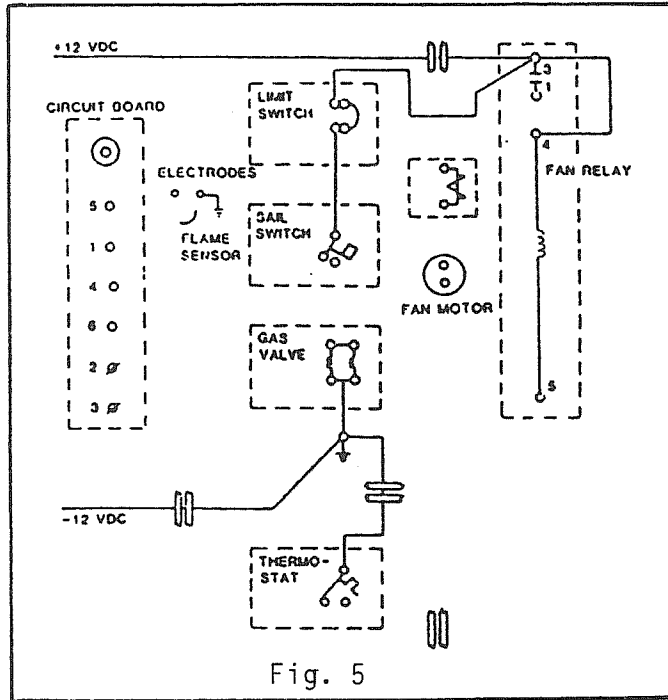 +12 VDC
CIRCUIT BOARD
5
1
4
6
2
3
ELECTRODES
FLAME
SENSOR
LIMIT
SWITCH
SAIL
SWITCH
GAS
VALVE
FAN MOTOR
3
1
4
FAN RELAY
5
-12 VDC
THERMO-
STAT
Fig. 5